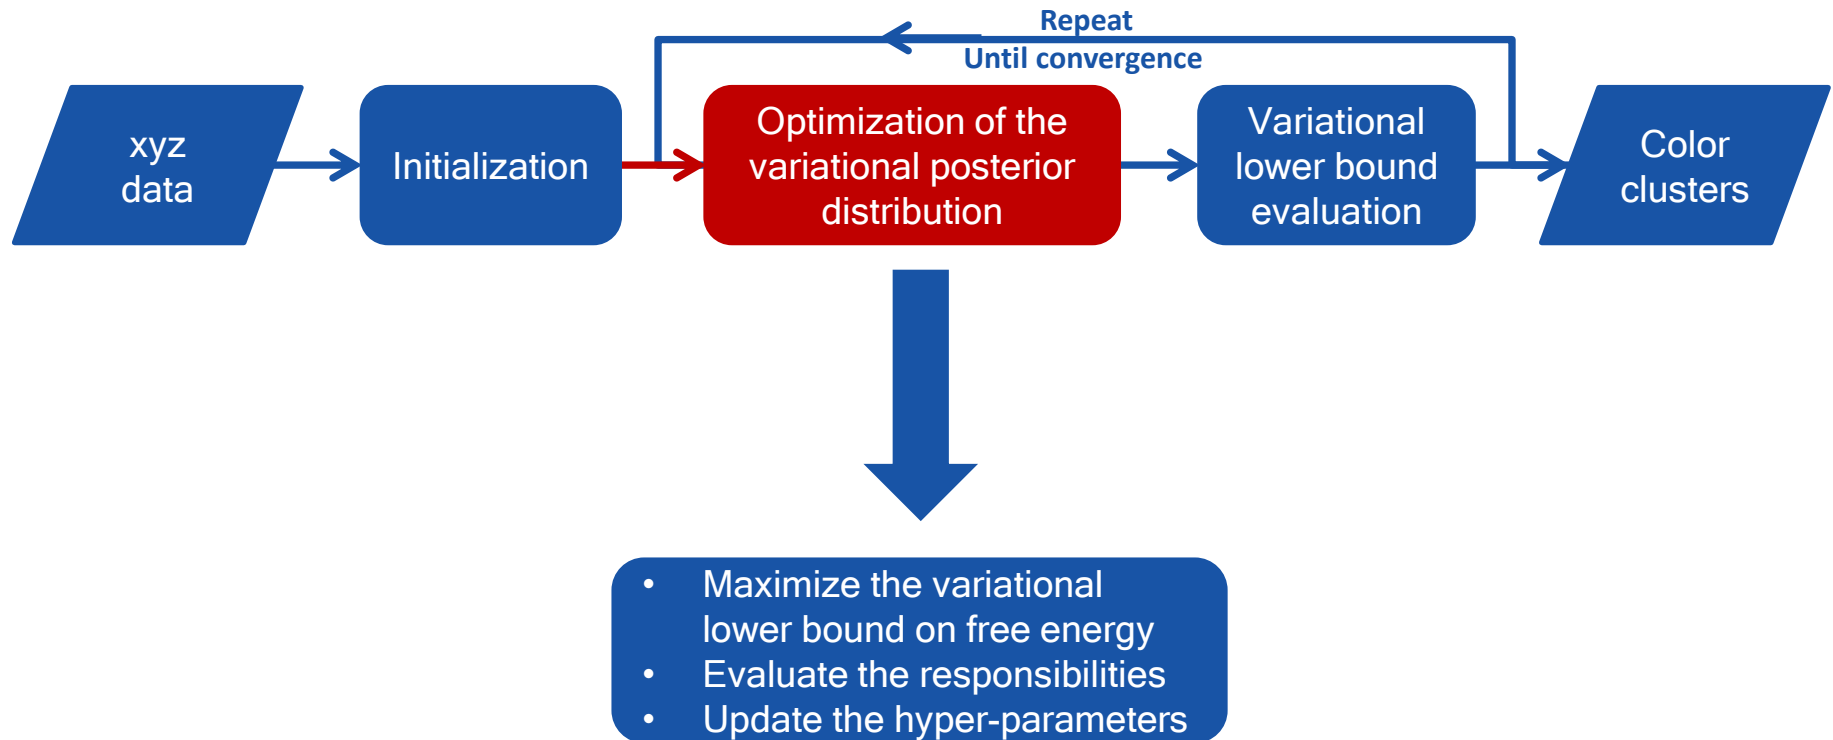 Repeat
Until convergence
xyz
data
Initialization
Optimization of the
variational posterior
distribution
Variational
lower bound
evaluation
Color
clusters
• Maximize the variational
lower bound on free energy
• Evaluate the responsibilities
• Update the hyper-parameters